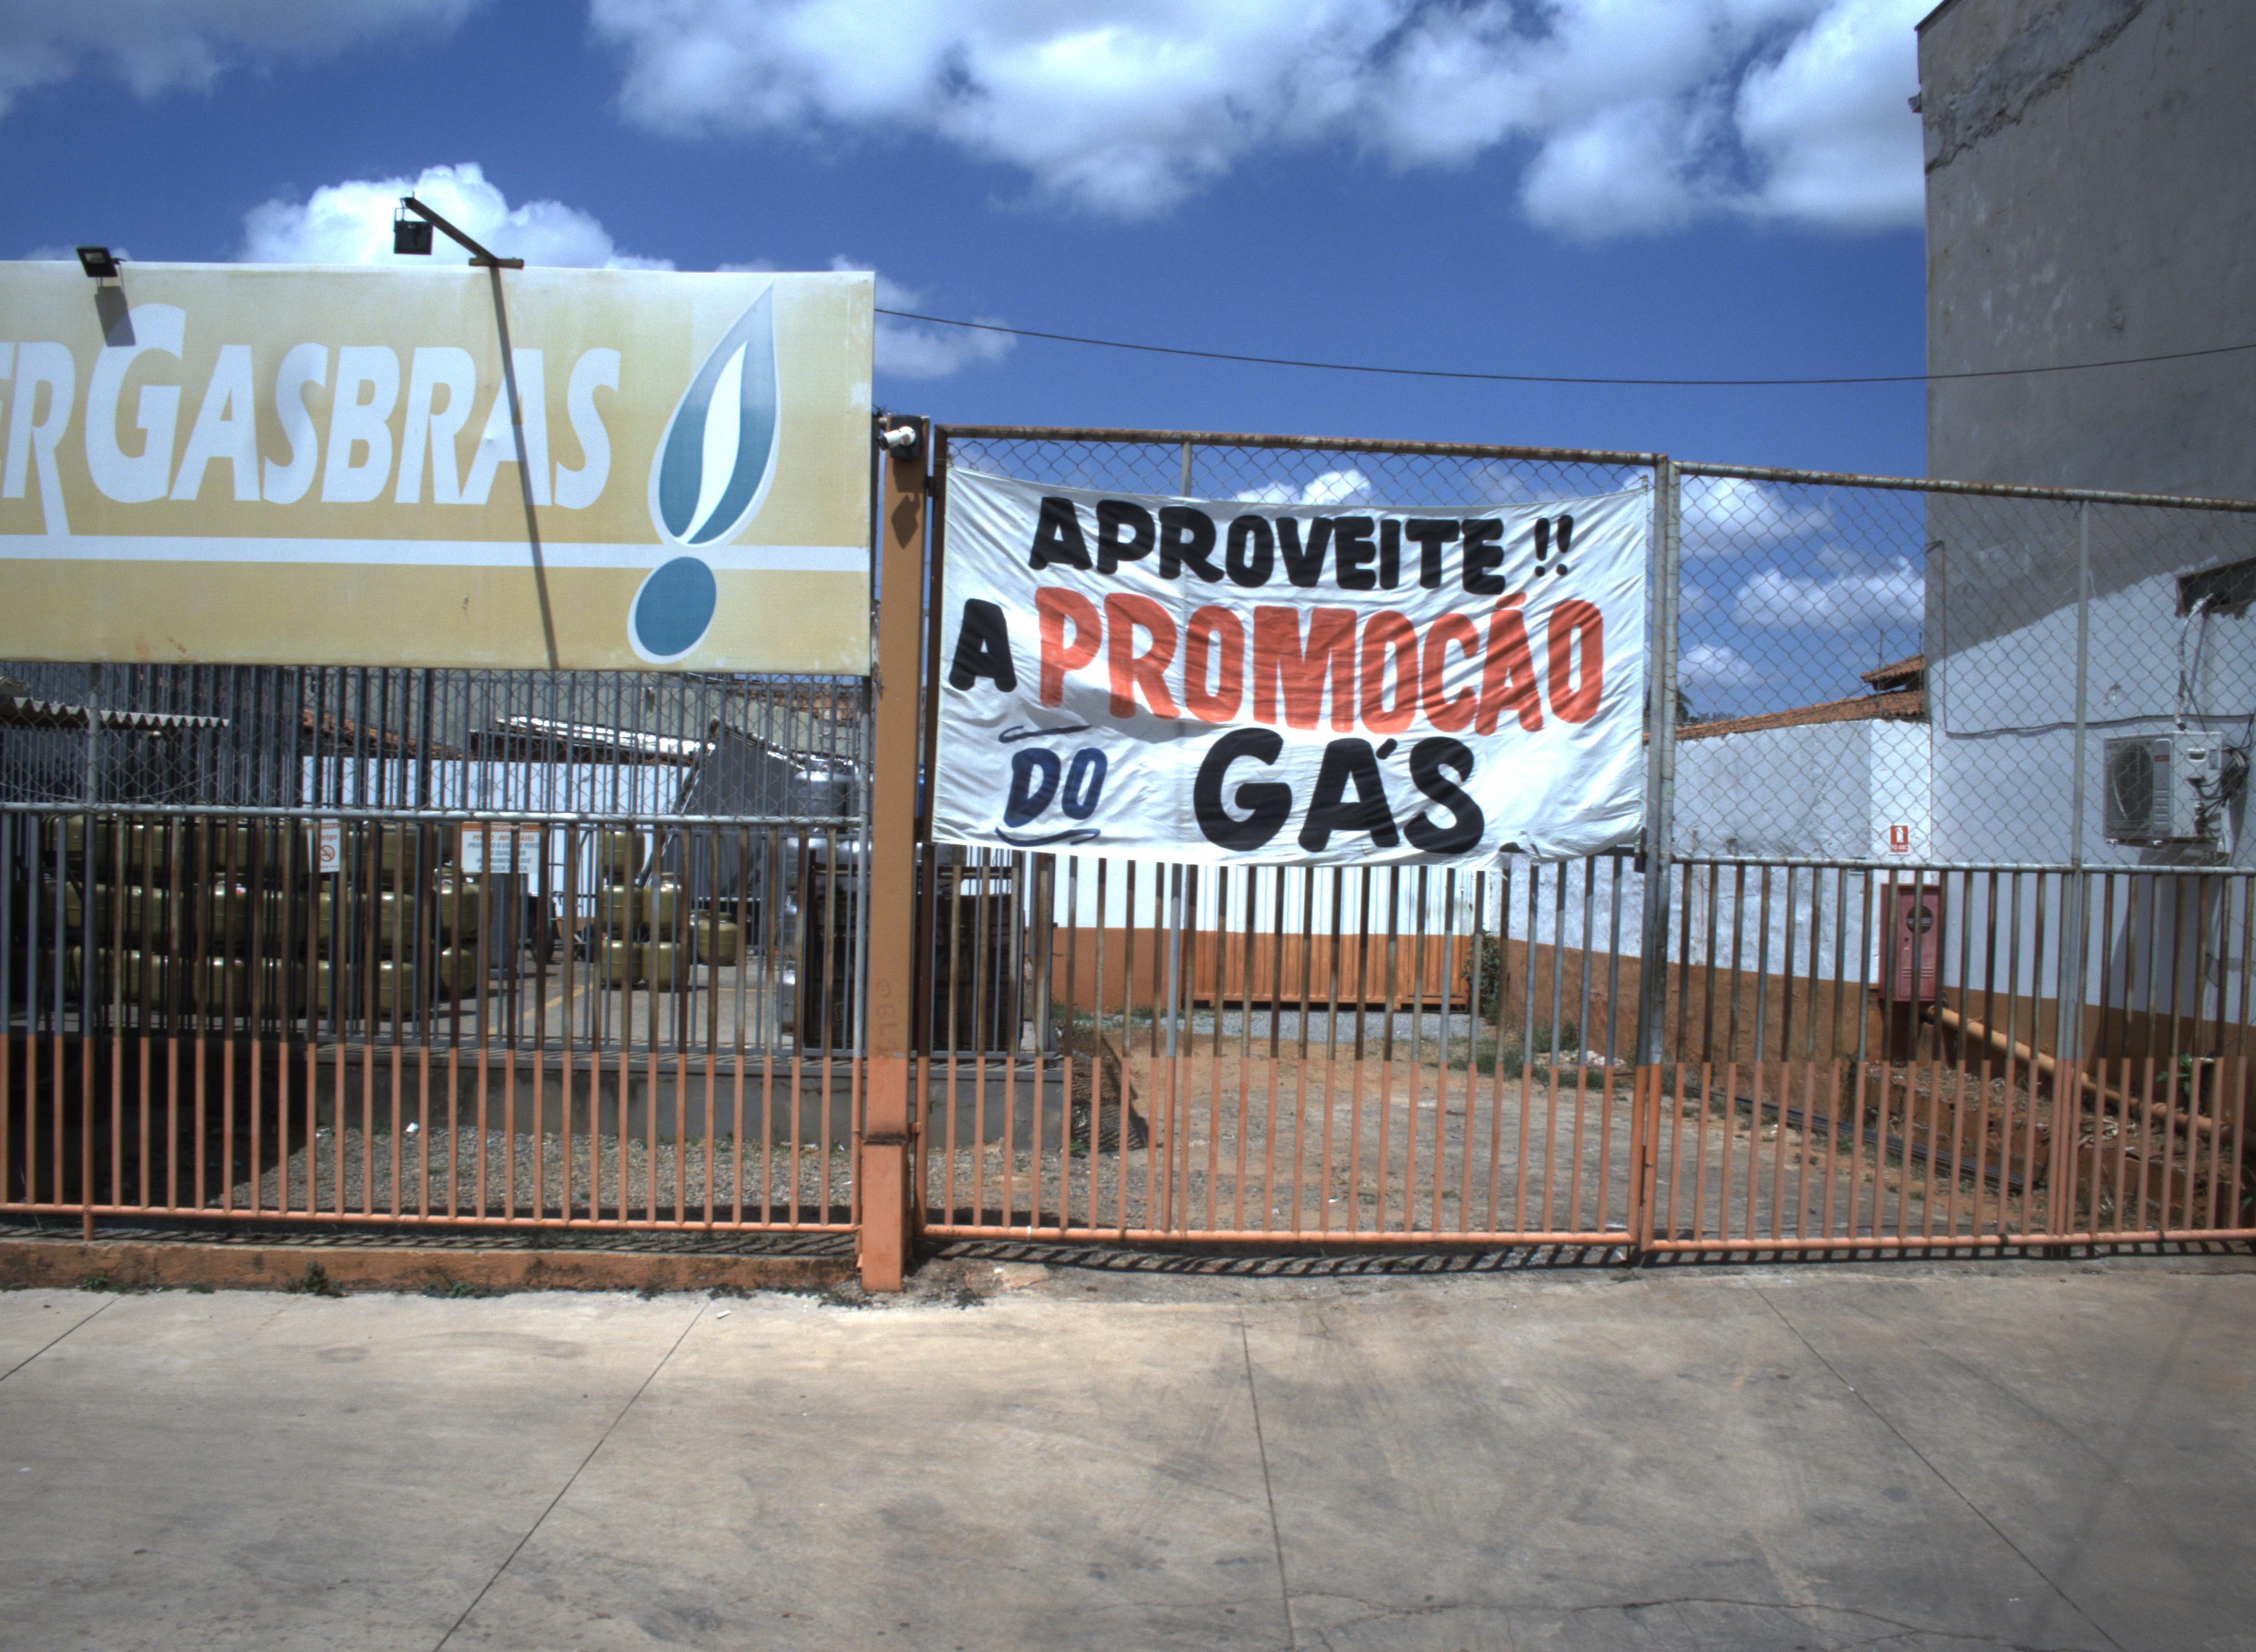 ERGASBRAS
APROVEITE !!
A PROMOÇÃO
DO GÁS.